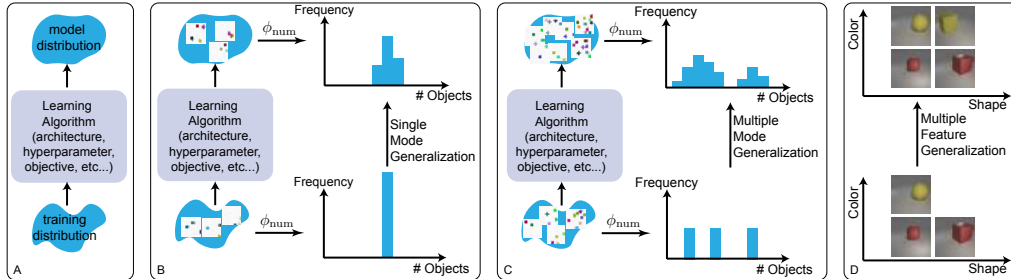 model
distribution
Learning
Algorithm
(architecture,
hyperparameter,
objective, etc...)
training
distribution
A
ϕnum
Frequency
# Objects
Learning
Algorithm
(architecture,
hyperparameter,
objective, etc...)
Single
Mode
Generalization
Frequency
ϕnum
# Objects
B
ϕnum
Frequency
# Objects
Learning
Algorithm
(architecture,
hyperparameter,
objective, etc...)
Multiple
Mode
Generalization
Frequency
ϕnum
# Objects
C
Color
Shape
Multiple
Feature
Generalization
Color
Shape
D